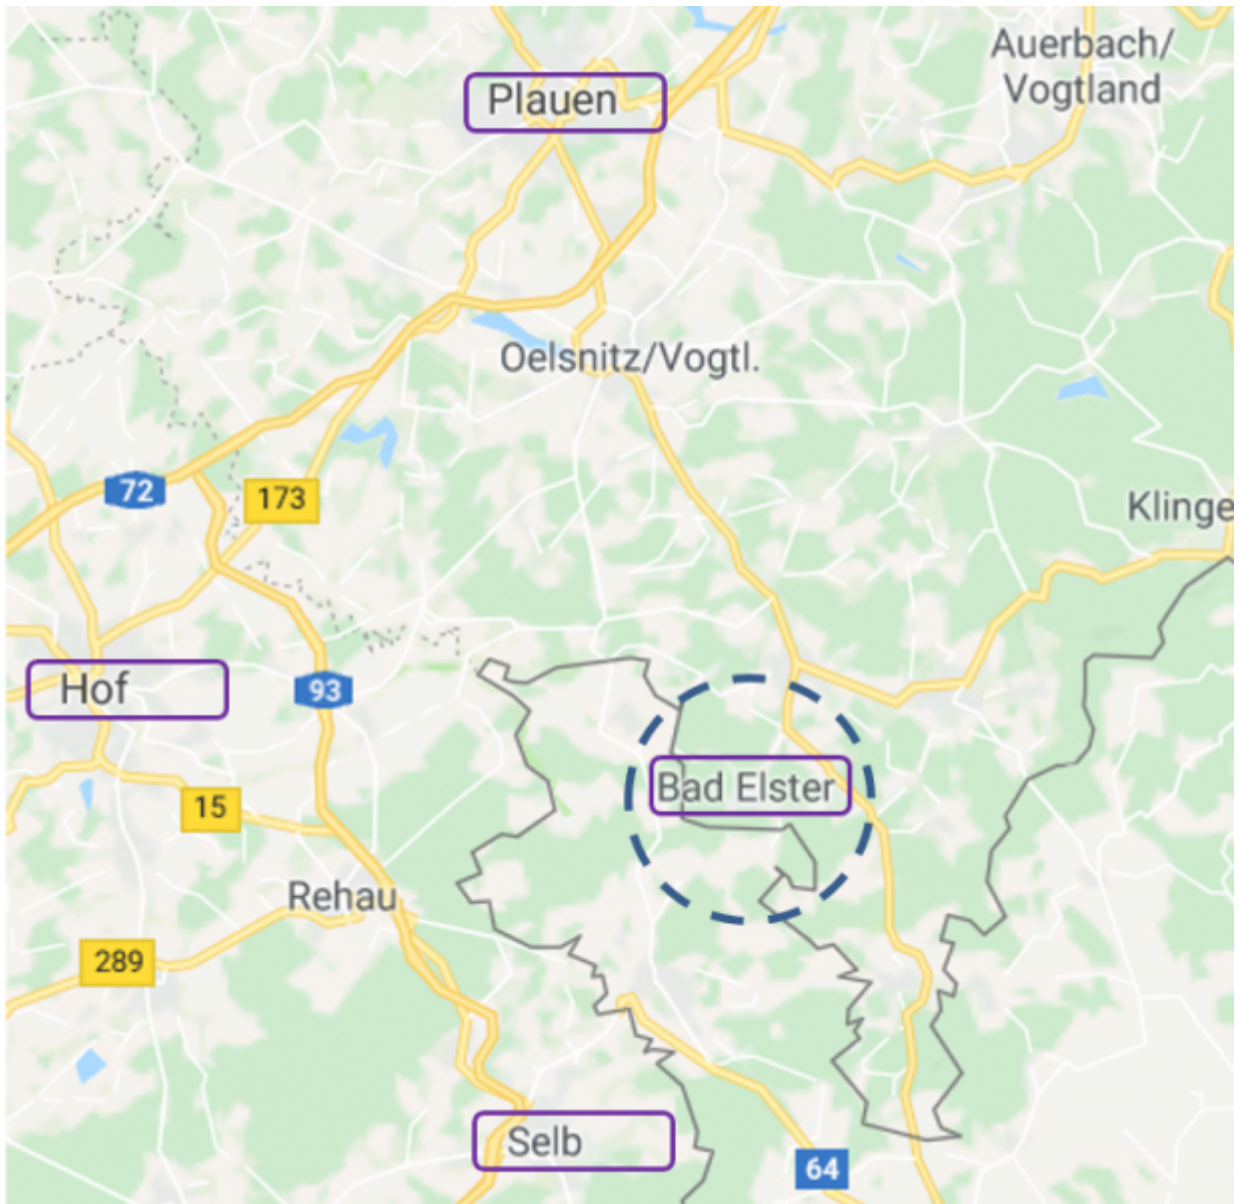 Auerbach/
Vogtland
Plauen
Oelsnitz/Vogtl.
72
173
Klinge
Hof
93
Bad Elster
15
Rehau
289
Selb
64